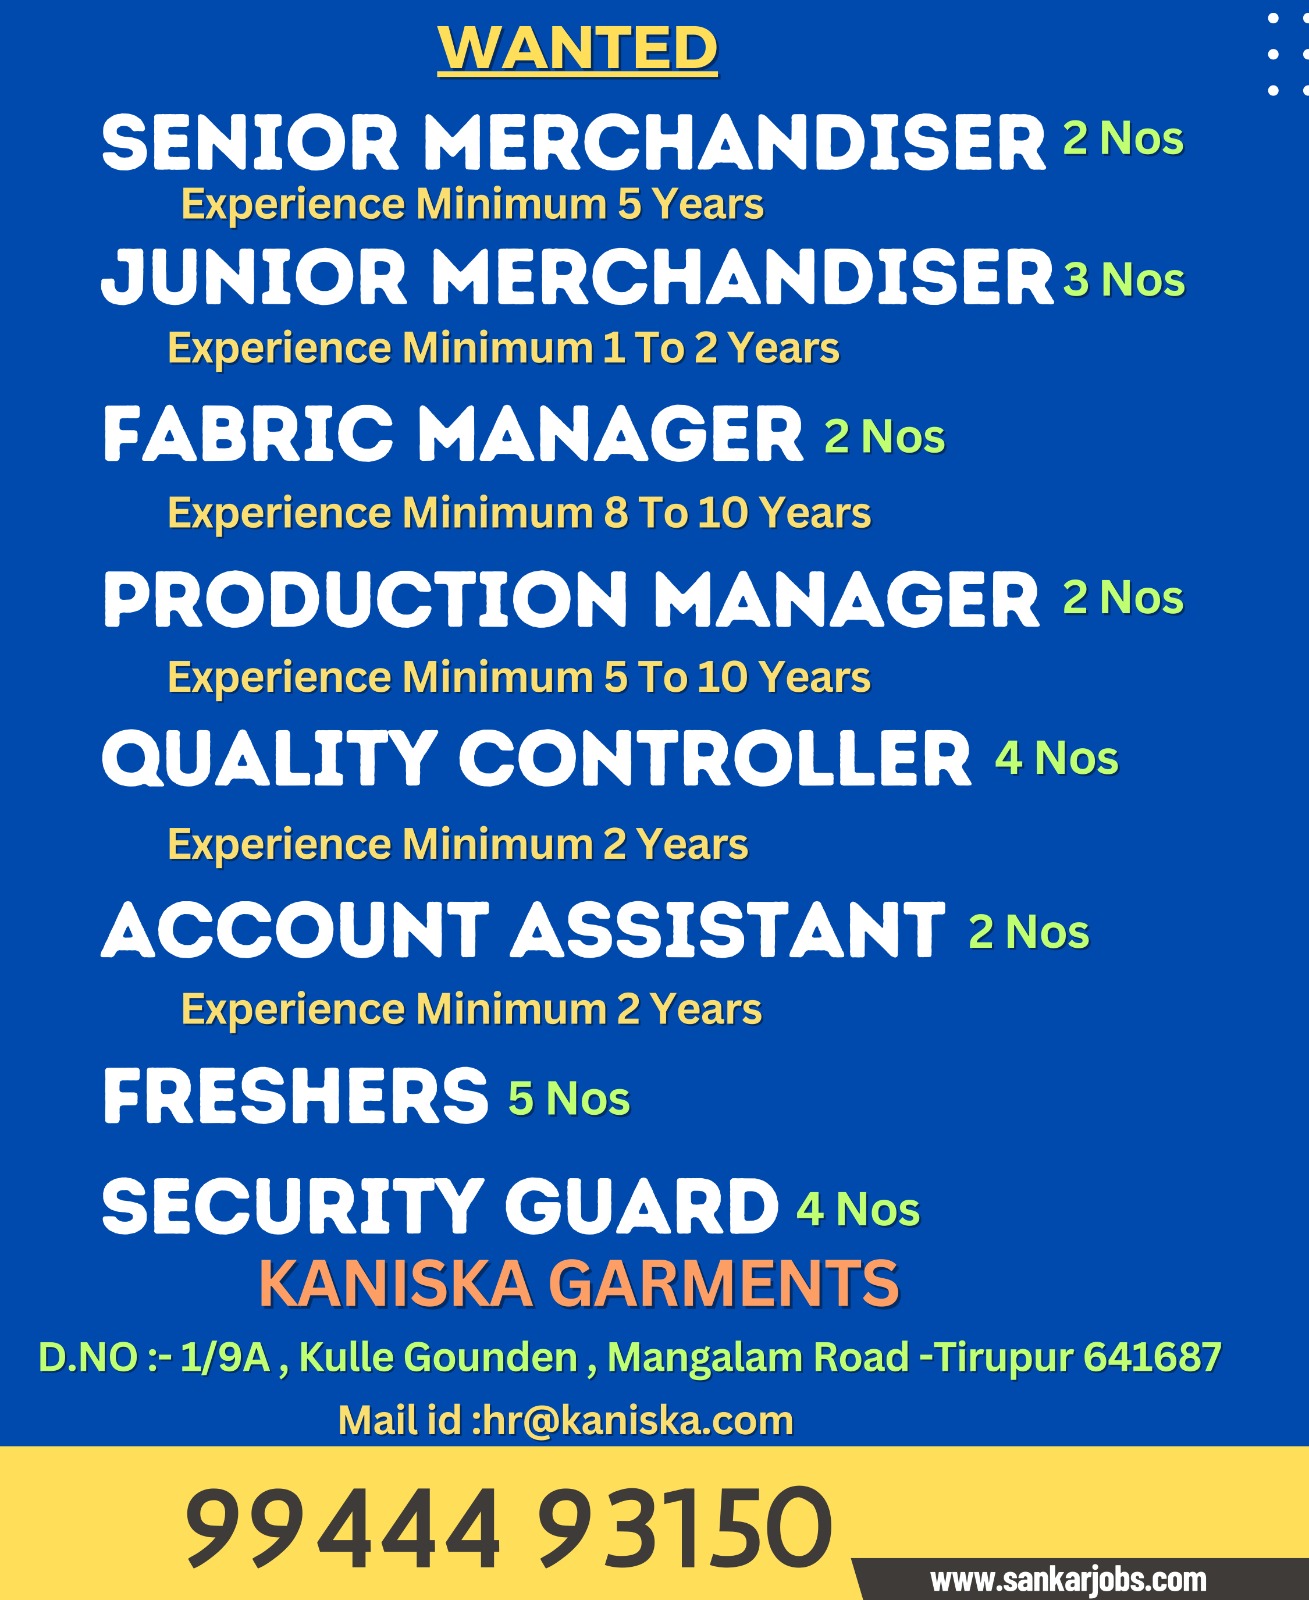 WANTED
SENIOR MERCHANDISER 2 Nos
Experience Minimum 5 Years
JUNIOR MERCHANDISER 3 Nos
Experience Minimum 1 To 2 Years
FABRIC MANAGER 2 Nos
Experience Minimum 8 To 10 Years
PRODUCTION MANAGER 2 Nos
Experience Minimum 5 To 10 Years
QUALITY CONTROLLER 4 Nos
Experience Minimum 2 Years
ACCOUNT ASSISTANT 2 Nos
Experience Minimum 2 Years
FRESHERS 5 Nos
SECURITY GUARD 4 Nos
KANISKA GARMENTS
D.NO :- 1/9A , Kulle Gounden , Mangalam Road -Tirupur 641687
Mail id :hr@kaniska.com
99444 93150
www.sankarjobs.com